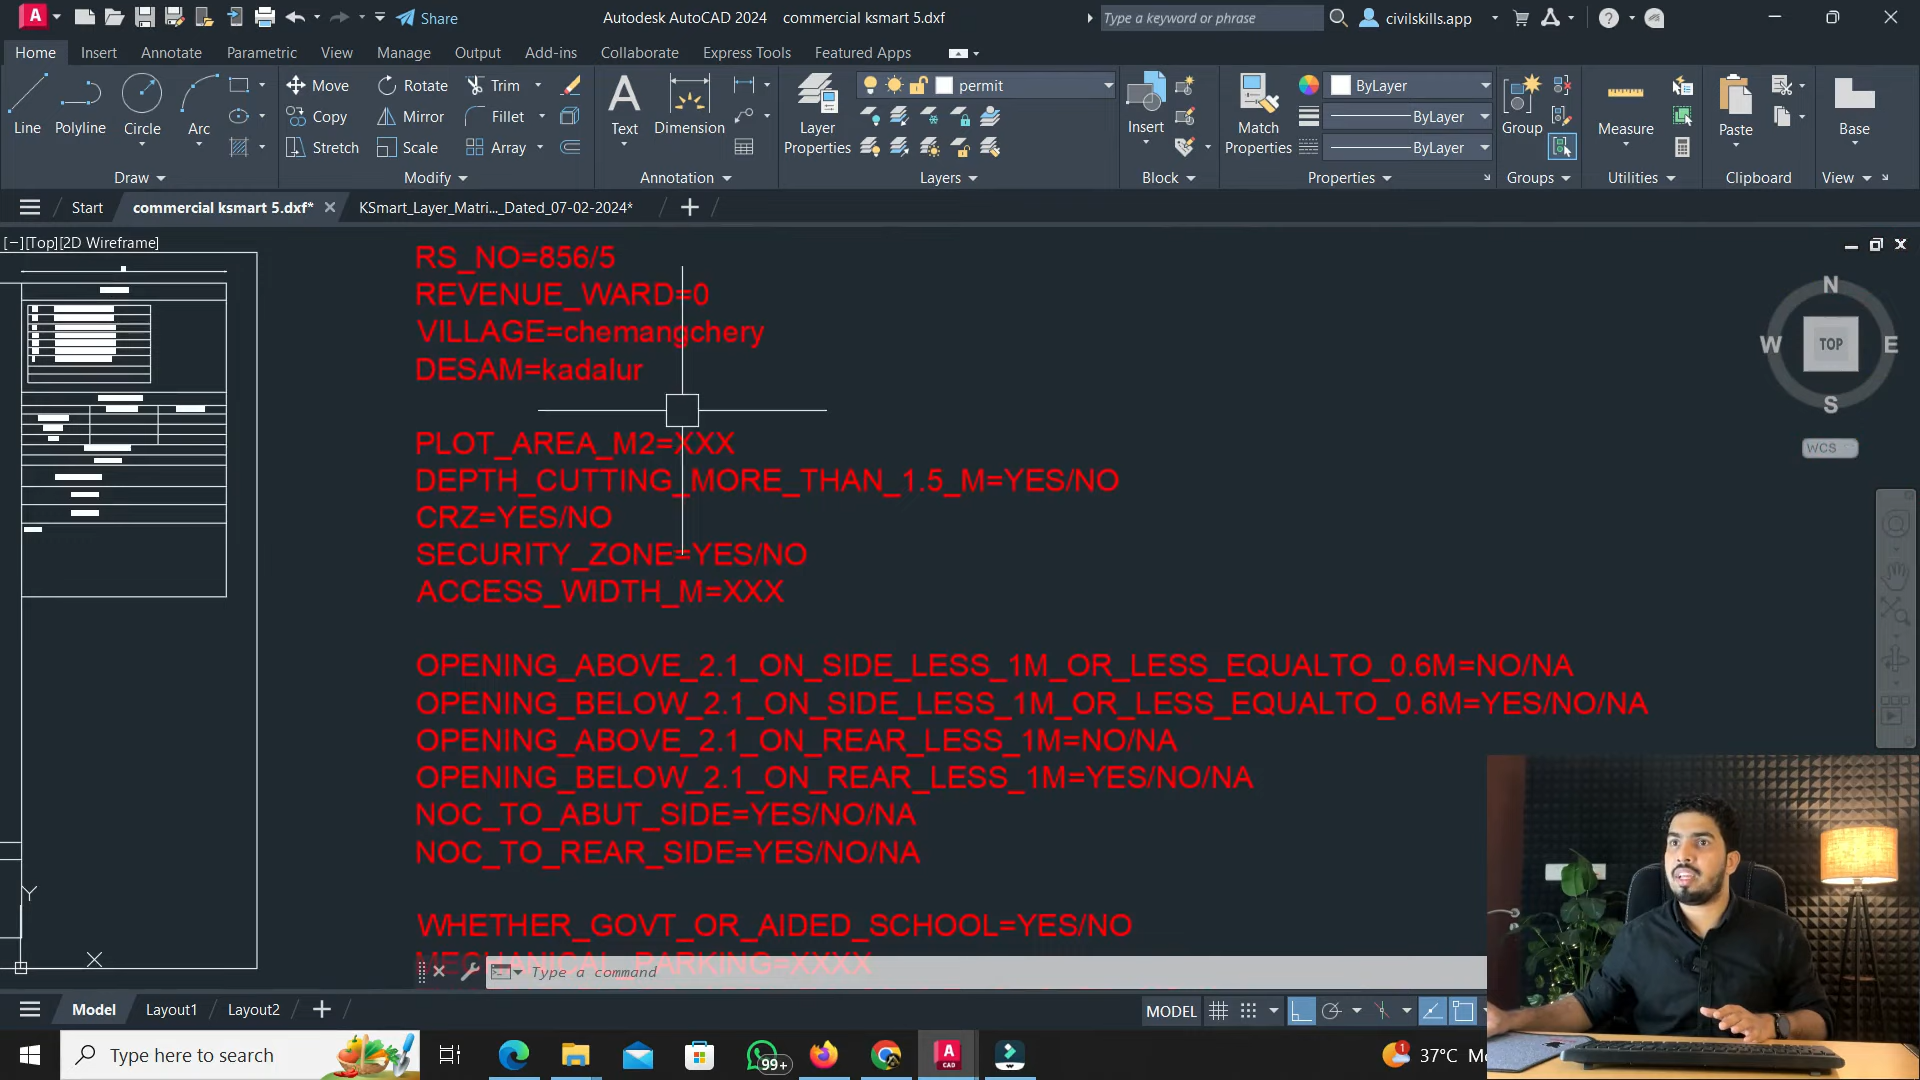 Share
Autodesk AutoCAD 2024 commercial ksmart 5.dxf
Type a keyword or phrase
civilskills.app
Home Insert Annotate Parametric View Manage Output Add-ins Collaborate Express Tools Featured Apps
Line Polyline Circle Arc
Move Rotate Trim
Copy Mirror Fillet
Stretch Scale Array
Text Dimension
Layer Properties
permit
Insert
Match Properties
ByLayer
ByLayer
ByLayer
Group
Measure
Paste
Base
Draw Modify Annotation Layers Block Properties Groups Utilities Clipboard View
Start commercial ksmart 5.dxf* KSmart_Layer_Matri..._Dated_07-02-2024*
[−][Top][2D Wireframe]
RS_NO=856/5
REVENUE_WARD=0
VILLAGE=chemangchery
DESAM=kadalur
PLOT_AREA_M2=XXX
DEPTH_CUTTING_MORE_THAN_1.5_M=YES/NO
CRZ=YES/NO
SECURITY_ZONE=YES/NO
ACCESS_WIDTH_M=XXX
OPENING_ABOVE_2.1_ON_SIDE_LESS_1M_OR_LESS_EQUALTO_0.6M=NO/NA
OPENING_BELOW_2.1_ON_SIDE_LESS_1M_OR_LESS_EQUALTO_0.6M=YES/NO/NA
OPENING_ABOVE_2.1_ON_REAR_LESS_1M=NO/NA
OPENING_BELOW_2.1_ON_REAR_LESS_1M=YES/NO/NA
NOC_TO_ABUT_SIDE=YES/NO/NA
NOC_TO_REAR_SIDE=YES/NO/NA
WHETHER_GOVT_OR_AIDED_SCHOOL=YES/NO
MECHANICAL_PARKING=XXXX
N
W TOP E
S
WCS
Y
X
Type a command
Model Layout1 Layout2
MODEL
Type here to search
99+
CAD
1
37°C